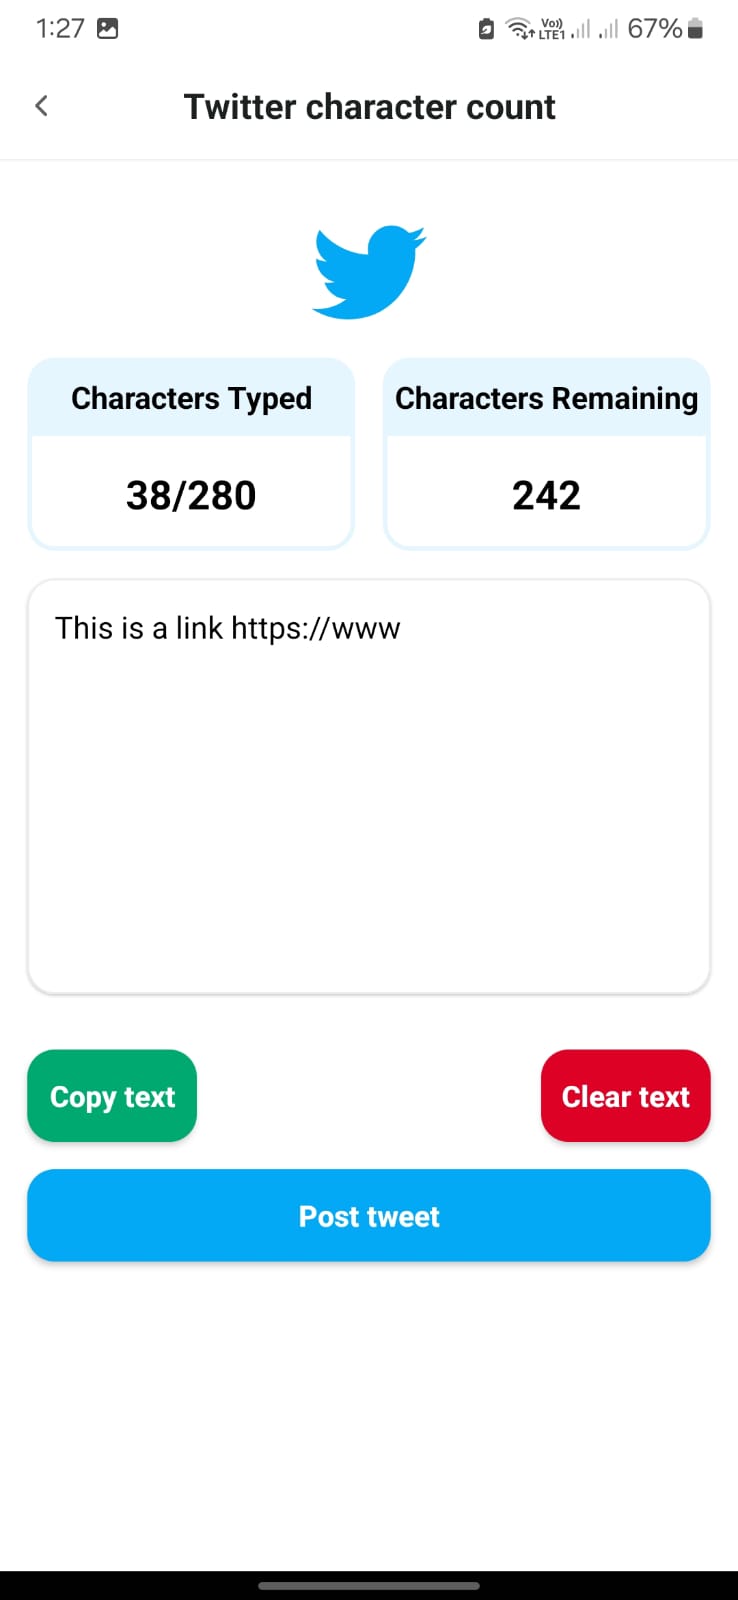 1:27
Vo)) LTE1 67%
Twitter character count
Characters Typed
Characters Remaining
38/280
242
This is a link https://www
Copy text
Clear text
Post tweet